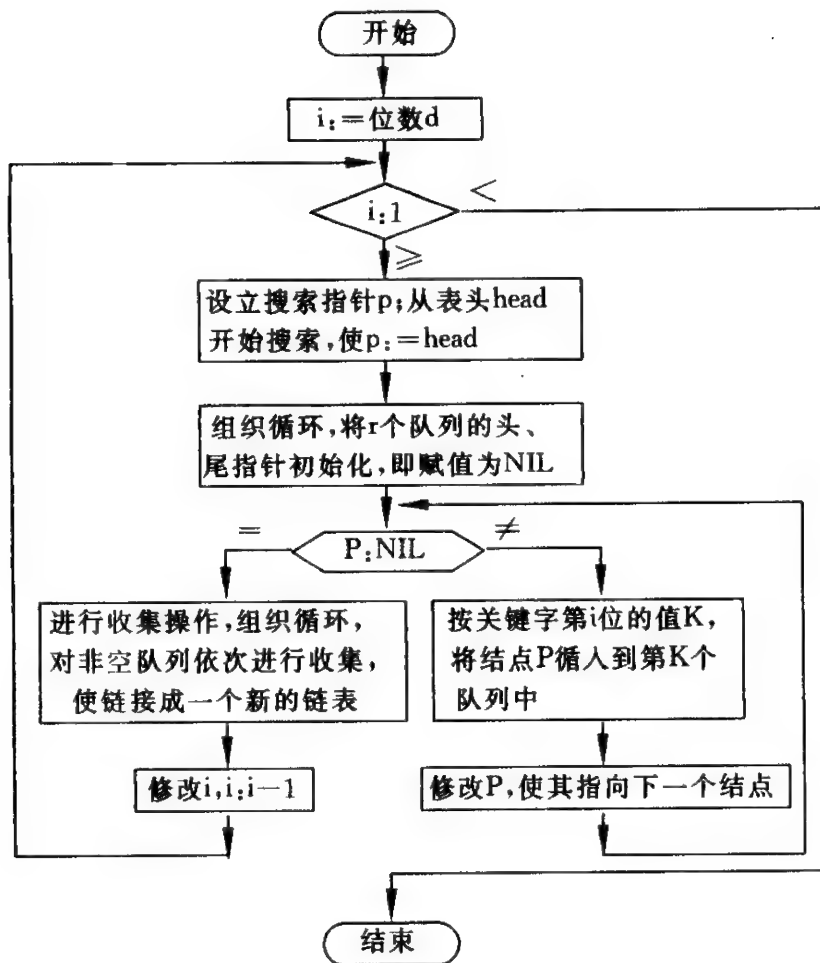 开始
i:=位数d
<
i:1
≥
设立搜索指针p;从表头head
开始搜索,使p:=head
组织循环,将r个队列的头、
尾指针初始化,即赋值为NIL
=
P:NIL
≠
进行收集操作,组织循环,
对非空队列依次进行收集,
使链接成一个新的链表
按关键字第i位的值K,
将结点P循入到第K个
队列中
修改i,i:i-1
修改P,使其指向下一个结点
结束